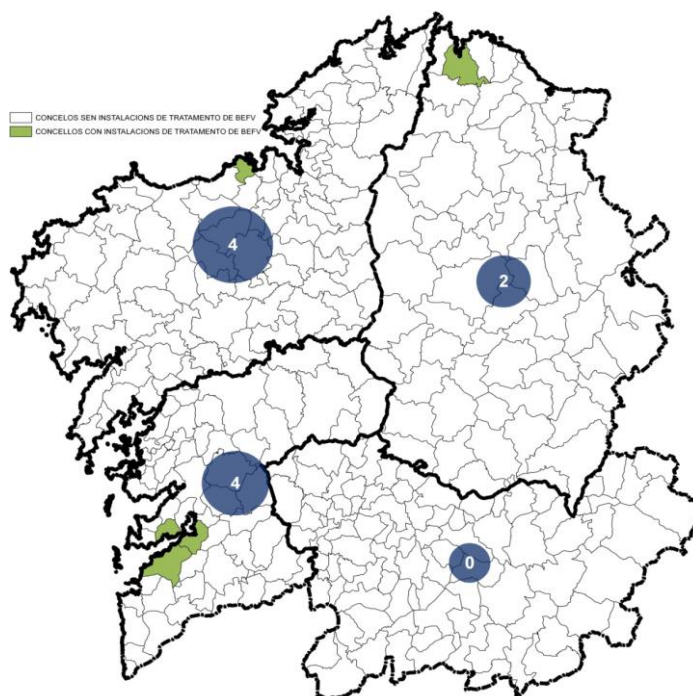 CONCELOS SEN INSTALACIONS DE TRATAMENTO DE BEFV
CONCELLOS CON INSTALACIONS DE TRATAMENTO DE BEFV
4
2
4
0